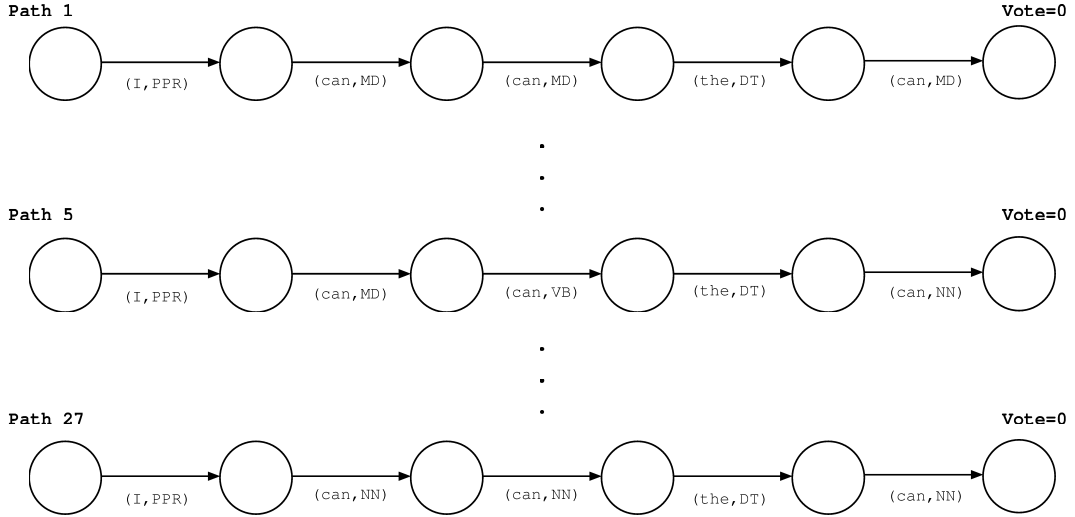 Path 1 Vote=0
(I,PPR) (can,MD) (can,MD) (the,DT) (can,MD)
Path 5 Vote=0
(I,PPR) (can,MD) (can,VB) (the,DT) (can,NN)
Path 27 Vote=0
(I,PPR) (can,NN) (can,NN) (the,DT) (can,NN)